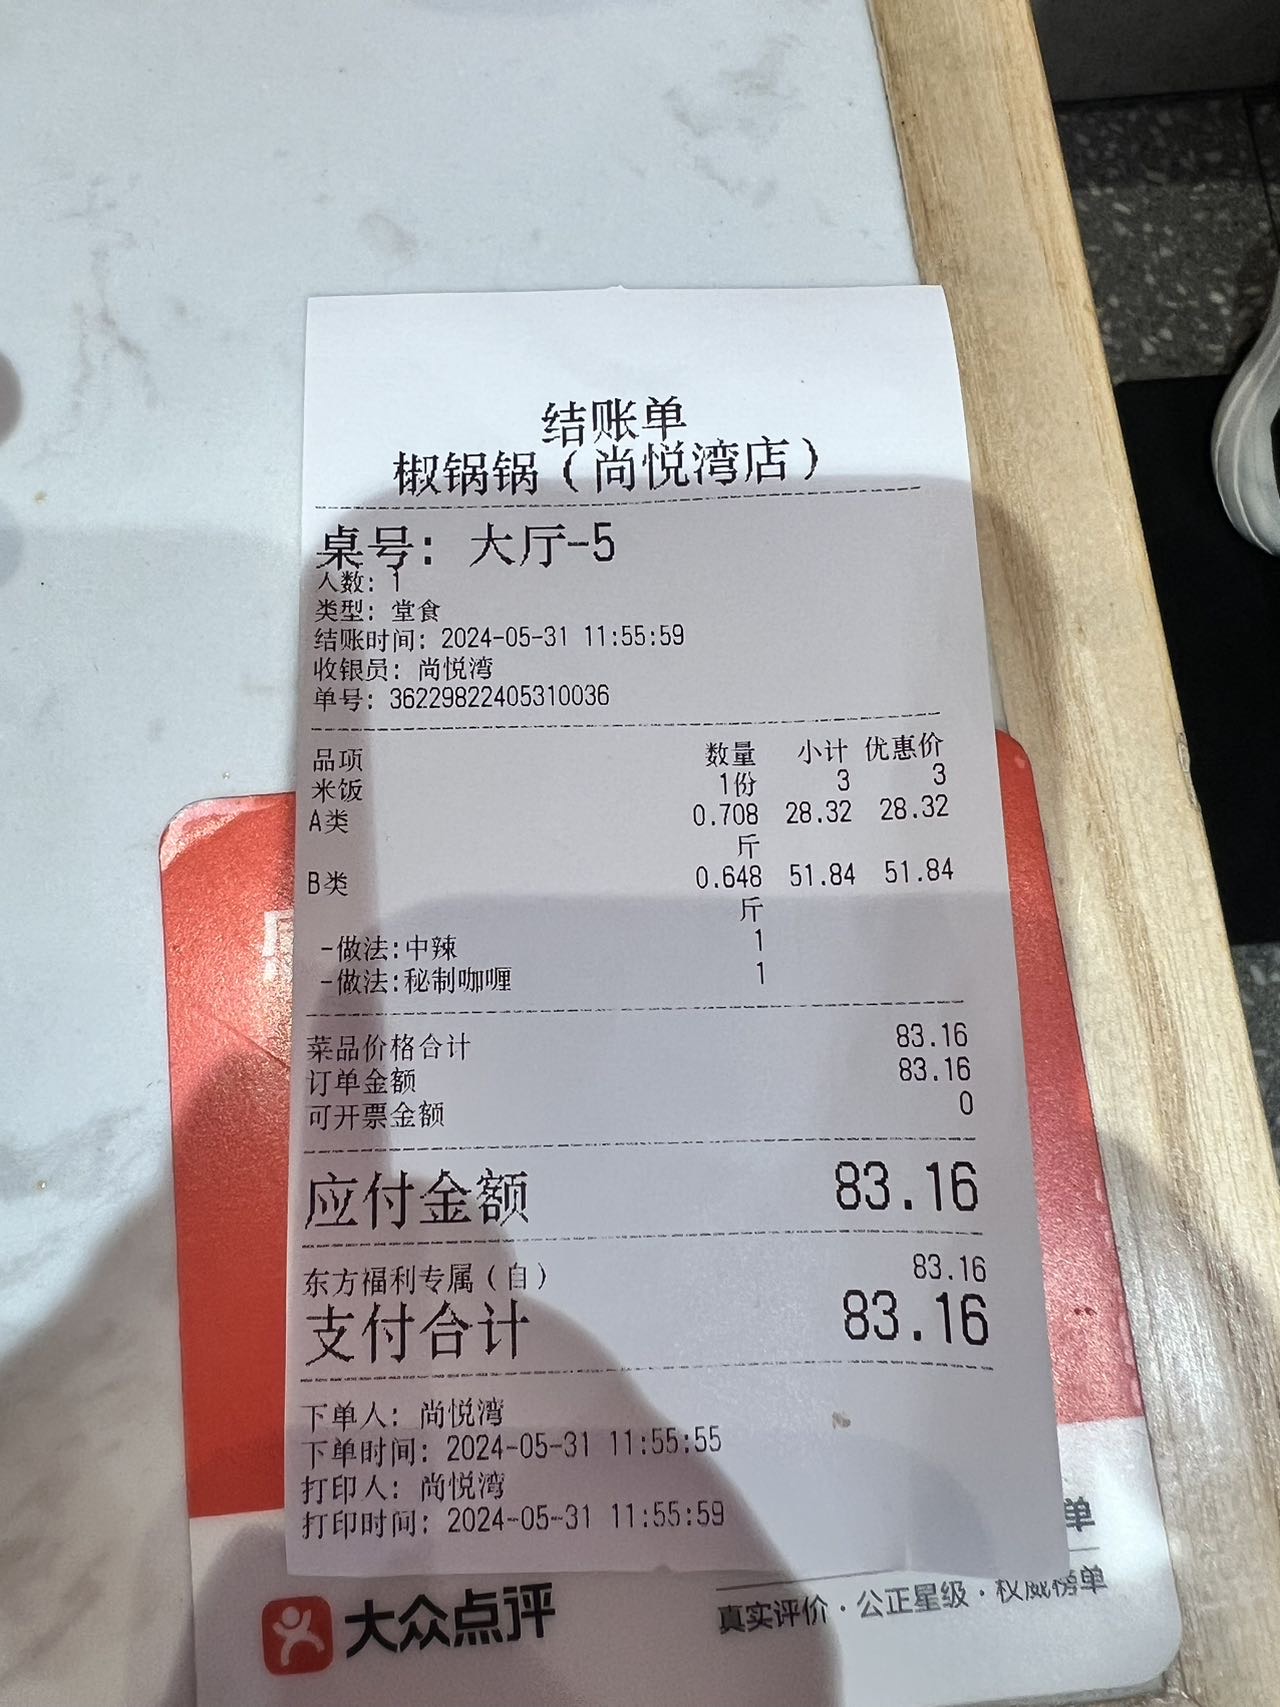 结账单
椒锅锅（尚悦湾店）
桌号：大厅-5
人数：1
类型：堂食
结账时间：2024-05-31 11:55:59
收银员：尚悦湾
单号：36229822405310036
品项 数量 小计 优惠价
米饭 1份 3 3
A类 0.708 28.32 28.32
斤
B类 0.648 51.84 51.84
斤
-做法:中辣 1
-做法:秘制咖喱 1
菜品价格合计 83.16
订单金额 83.16
可开票金额 0
应付金额 83.16
东方福利专属（自） 83.16
支付合计 83.16
下单人：尚悦湾
下单时间：2024-05-31 11:55:55
打印人：尚悦湾
打印时间：2024-05-31 11:55:59
单
大众点评
真实评价·公正星级·权威榜单